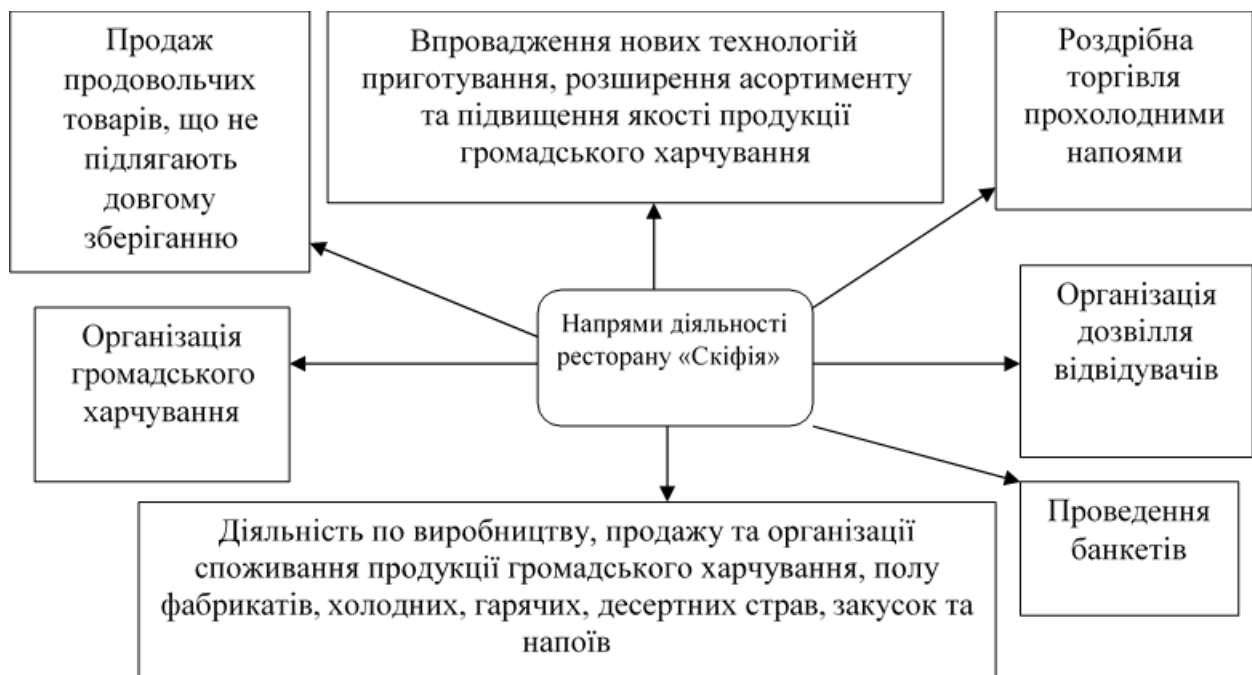 Продаж
продовольчих
товарів, що не
підлягають
довгому
зберіганню
Впровадження нових технологій
приготування, розширення асортименту
та підвищення якості продукції
громадського харчування
Роздрібна
торгівля
прохолодними
напоями
Організація
громадського
харчування
Напрями діяльності
ресторану «Скіфія»
Організація
дозвілля
відвідувачів
Діяльність по виробництву, продажу та організації
споживання продукції громадського харчування, полу
фабрикатів, холодних, гарячих, десертних страв, закусок та
напоїв
Проведення
банкетів